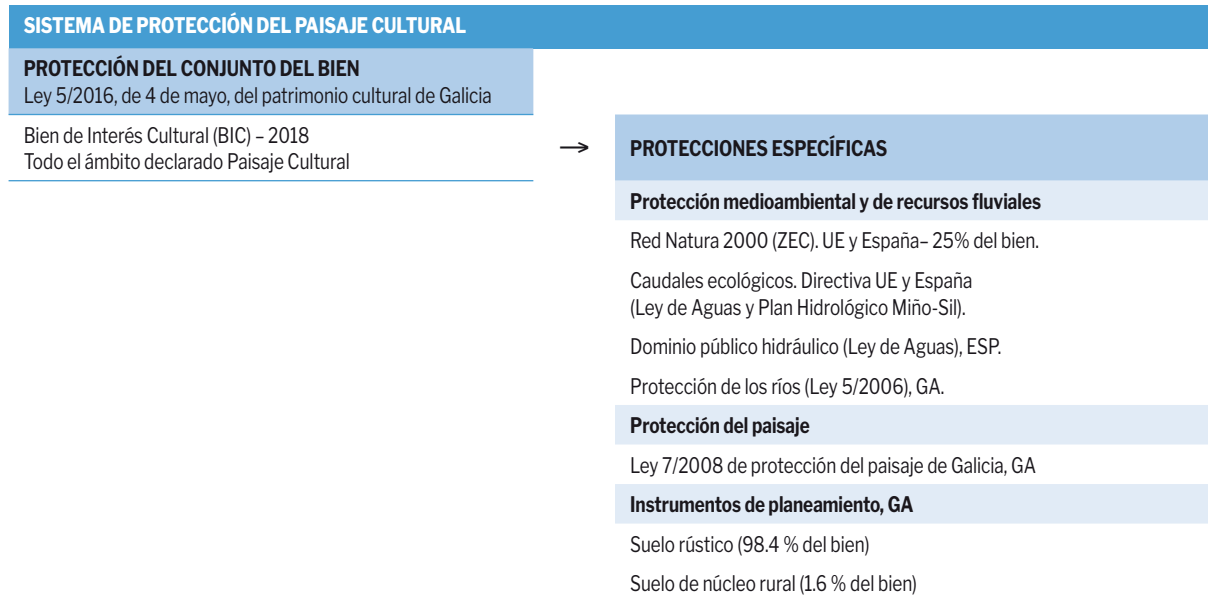 SISTEMA DE PROTECCIÓN DEL PAISAJE CULTURAL
PROTECCIÓN DEL CONJUNTO DEL BIEN
Ley 5/2016, de 4 de mayo, del patrimonio cultural de Galicia
Bien de Interés Cultural (BIC) – 2018
Todo el ámbito declarado Paisaje Cultural
→
PROTECCIONES ESPECÍFICAS
Protección medioambiental y de recursos fluviales
Red Natura 2000 (ZEC). UE y España– 25% del bien.
Caudales ecológicos. Directiva UE y España
(Ley de Aguas y Plan Hidrológico Miño-Sil).
Dominio público hidráulico (Ley de Aguas), ESP.
Protección de los ríos (Ley 5/2006), GA.
Protección del paisaje
Ley 7/2008 de protección del paisaje de Galicia, GA
Instrumentos de planeamiento, GA
Suelo rústico (98.4 % del bien)
Suelo de núcleo rural (1.6 % del bien)